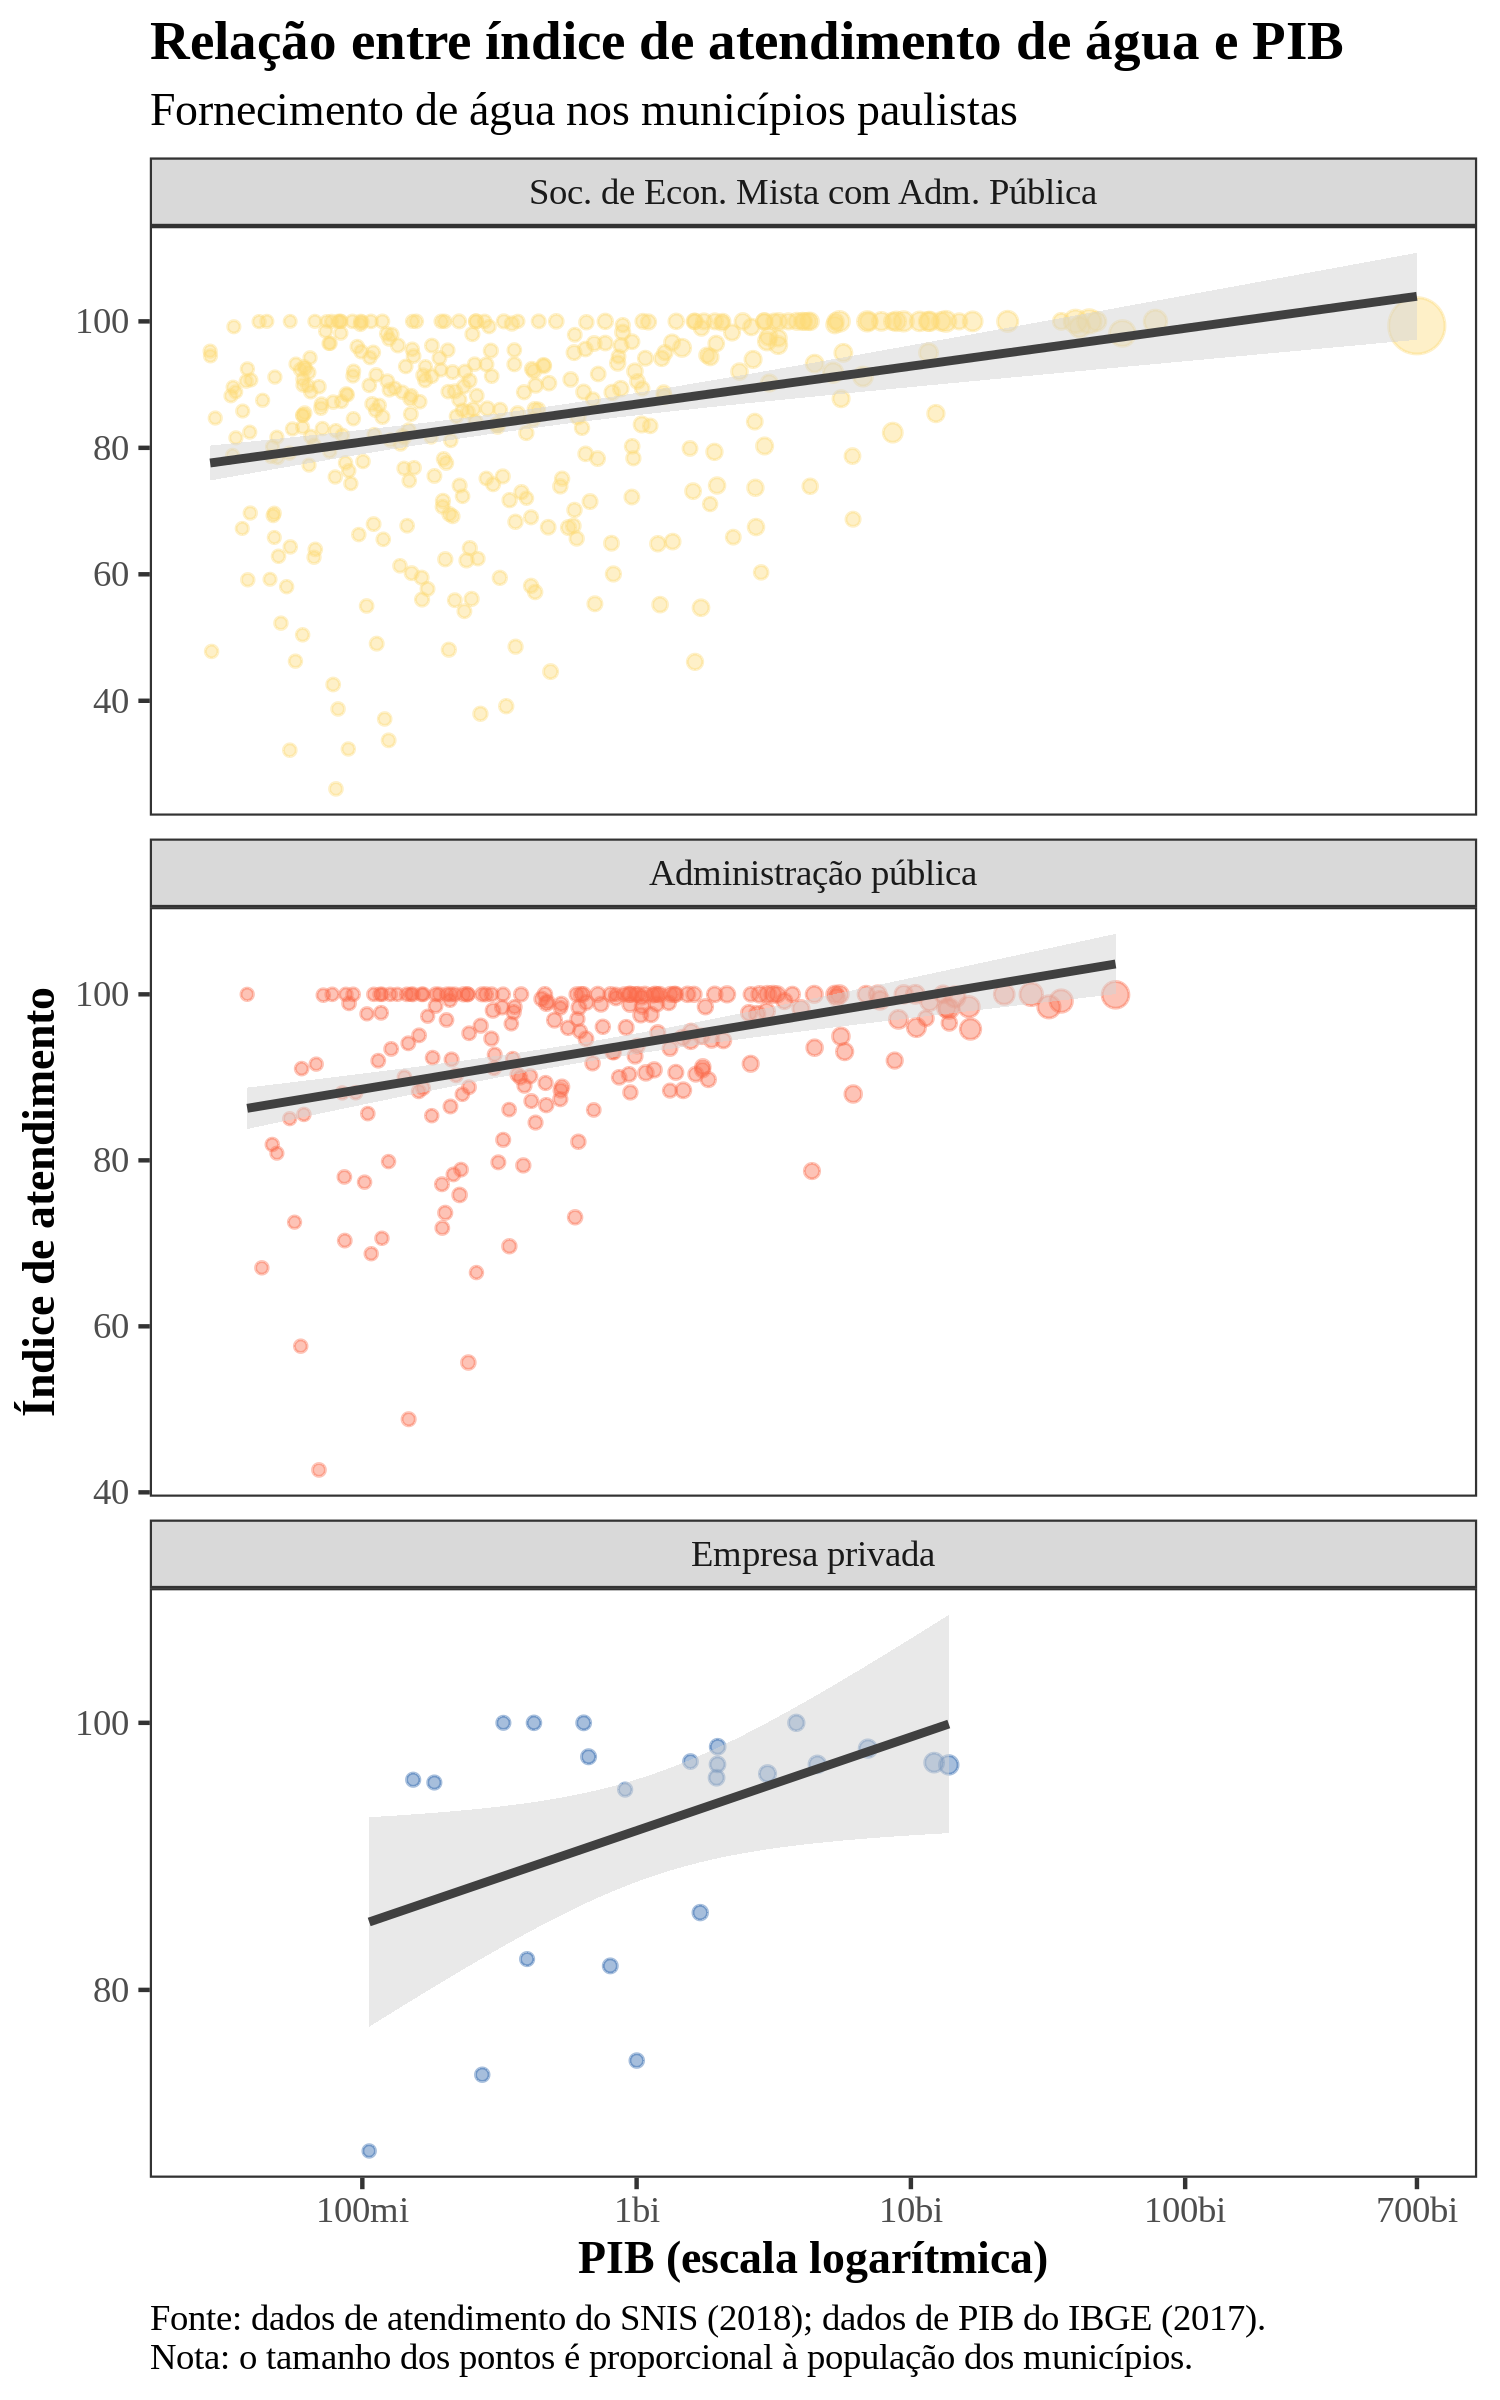 Relação entre índice de atendimento de água e PIB
Fornecimento de água nos municípios paulistas
Soc. de Econ. Mista com Adm. Pública
100
80
60
40
Administração pública
100
80
60
40
Índice de atendimento
Empresa privada
100
80
100mi
1bi
10bi
100bi
700bi
PIB (escala logarítmica)
Fonte: dados de atendimento do SNIS (2018); dados de PIB do IBGE (2017).
Nota: o tamanho dos pontos é proporcional à população dos municípios.